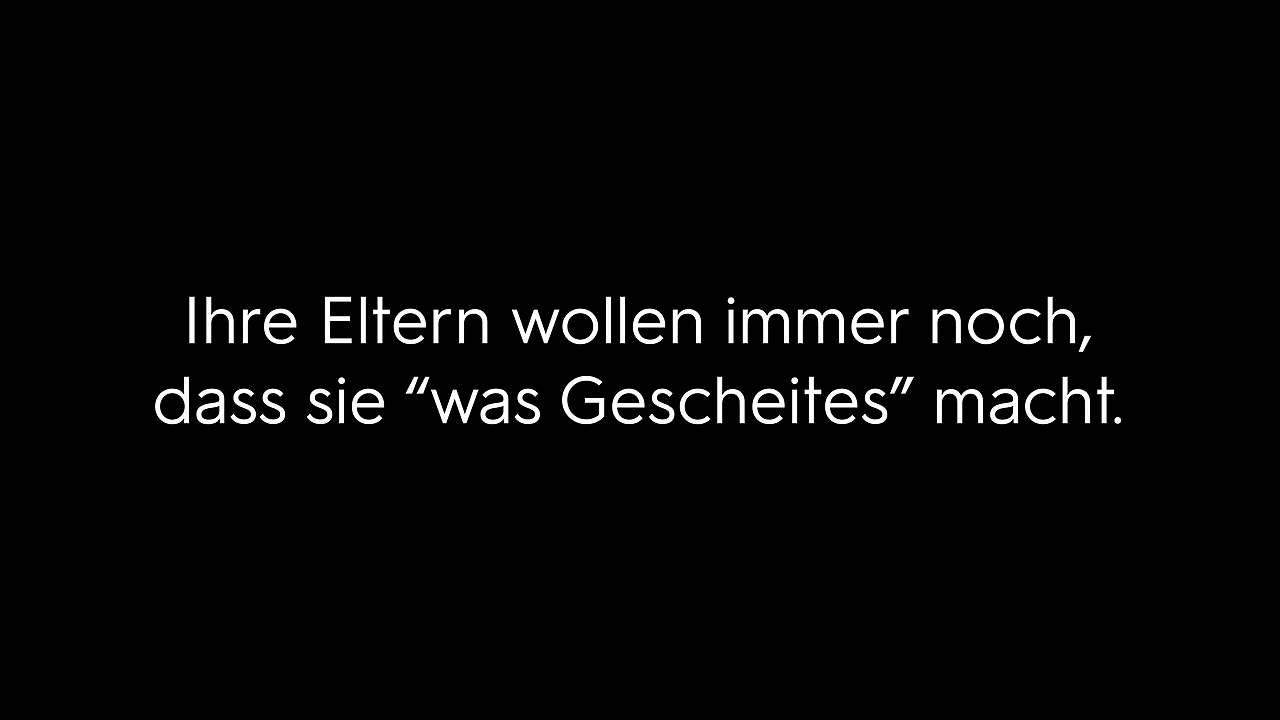 Ihre Eltern wollen immer noch,
dass sie “was Gescheites” macht.